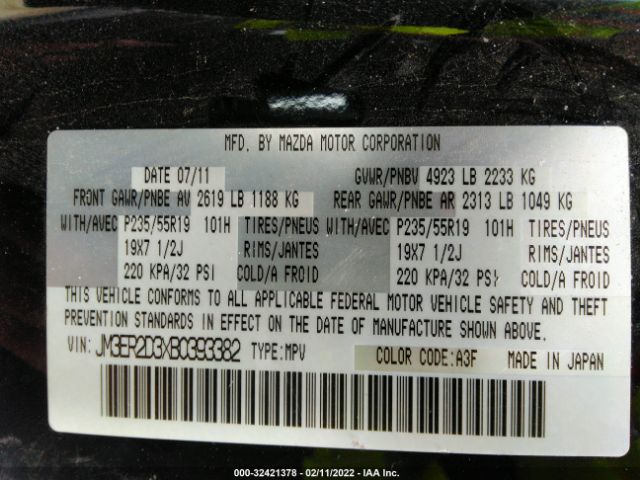 MFD. BY MAZDA MOTOR CORPORATION
DATE 07/11 GVWR/PNBV 4923 LB 2233 KG
FRONT GAWR/PNBE AV 2619 LB 1188 KG REAR GAWR/PNBE AR 2313 LB 1049 KG
WITH/AVEC P235/55R19 101H TIRES/PNEUS WITH/AVEC P235/55R19 101H TIRES/PNEUS
19X7 1/2J RIMS/JANTES 19X7 1/2J RIMS/JANTES
220 KPA/32 PSI COLD/A FROID 220 KPA/32 PSI COLD/A FROID
THIS VEHICLE CONFORMS TO ALL APPLICABLE FEDERAL MOTOR VEHICLE SAFETY AND THEFT
PREVENTION STANDARDS IN EFFECT ON THE DATE OF MANUFACTURE SHOWN ABOVE.
VIN: JM3ER2D3XB0393382 TYPE:MPV COLOR CODE:A3F MADE IN JAPAN
000-32421378 - 02/11/2022 - IAA Inc.